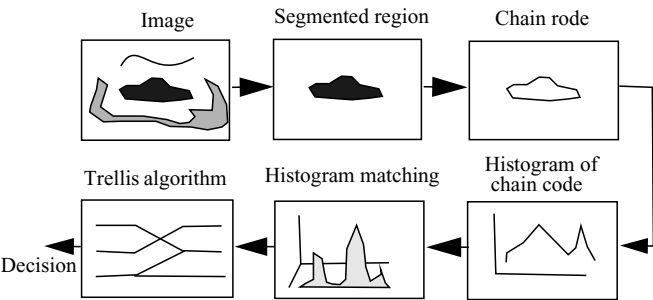 Image
Segmented region
Chain rode
Trellis algorithm
Histogram matching
Histogram of
chain code
Decision